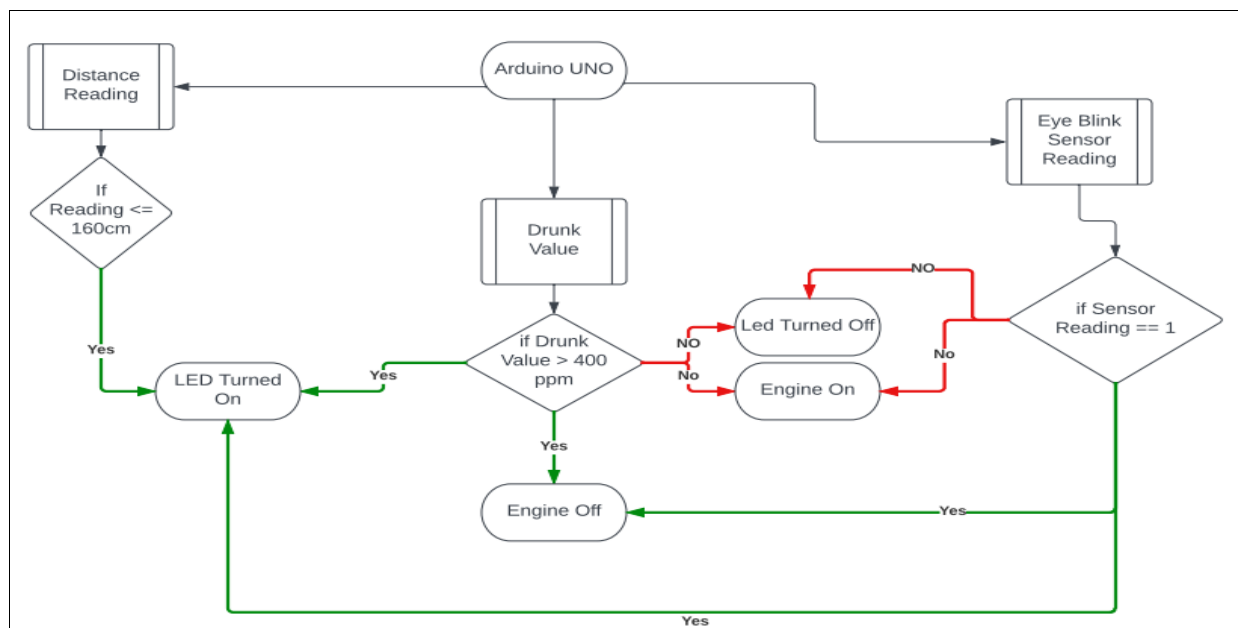 Arduino UNO
Distance
Reading
Eye Blink
Sensor
Reading
If
Reading <=
160cm
Drunk
Value
NO
Led Turned Off
if Sensor
Reading == 1
if Drunk
Value > 400
ppm
NO
No
Yes
Yes
No
LED Turned
On
Engine On
Yes
Engine Off
Yes
Yes